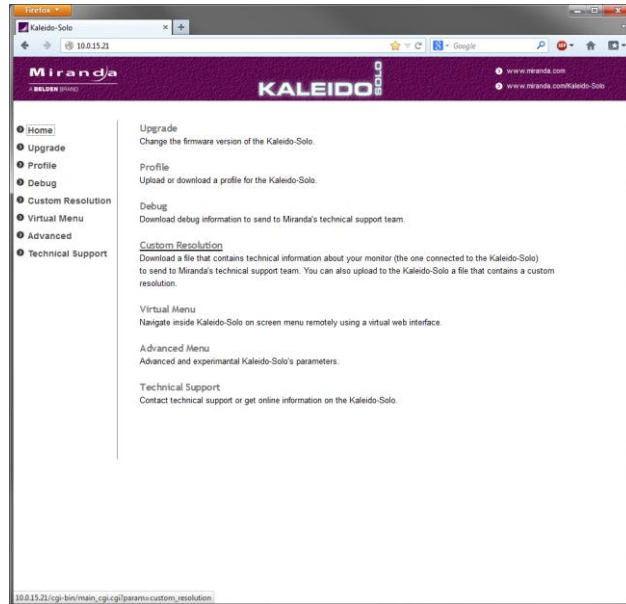 Firefox
Kaleido-Solo
10.0.15.21
Google
Miranda
A BELDEN BRAND
KALEIDO SOLO
www.miranda.com
www.miranda.com/Kaleido-Solo
Home
Upgrade
Profile
Debug
Custom Resolution
Virtual Menu
Advanced
Technical Support
Upgrade
Change the firmware version of the Kaleido-Solo.
Profile
Upload or download a profile for the Kaleido-Solo.
Debug
Download debug information to send to Miranda's technical support team.
Custom Resolution
Download a file that contains technical information about your monitor (the one connected to the Kaleido-Solo)
to send to Miranda's technical support team. You can also upload to the Kaleido-Solo a file that contains a custom
resolution.
Virtual Menu
Navigate inside Kaleido-Solo on screen menu remotely using a virtual web interface.
Advanced Menu
Advanced and experimantal Kaleido-Solo's parameters.
Technical Support
Contact technical support or get online information on the Kaleido-Solo.
10.0.15.21/cgi-bin/main_cgi.cgi?param=custom_resolution